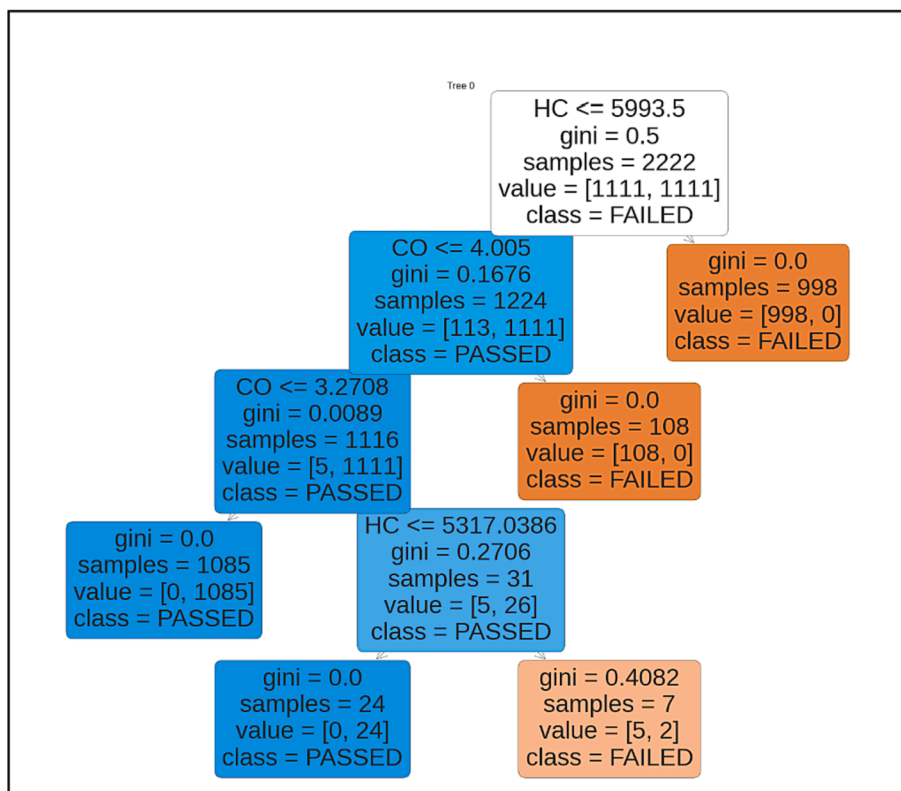 Tree 0
HC <= 5993.5
gini = 0.5
samples = 2222
value = [1111, 1111]
class = FAILED
CO <= 4.005
gini = 0.1676
samples = 1224
value = [113, 1111]
class = PASSED
gini = 0.0
samples = 998
value = [998, 0]
class = FAILED
CO <= 3.2708
gini = 0.0089
samples = 1116
value = [5, 1111]
class = PASSED
gini = 0.0
samples = 108
value = [108, 0]
class = FAILED
gini = 0.0
samples = 1085
value = [0, 1085]
class = PASSED
HC <= 5317.0386
gini = 0.2706
samples = 31
value = [5, 26]
class = PASSED
gini = 0.0
samples = 24
value = [0, 24]
class = PASSED
gini = 0.4082
samples = 7
value = [5, 2]
class = FAILED